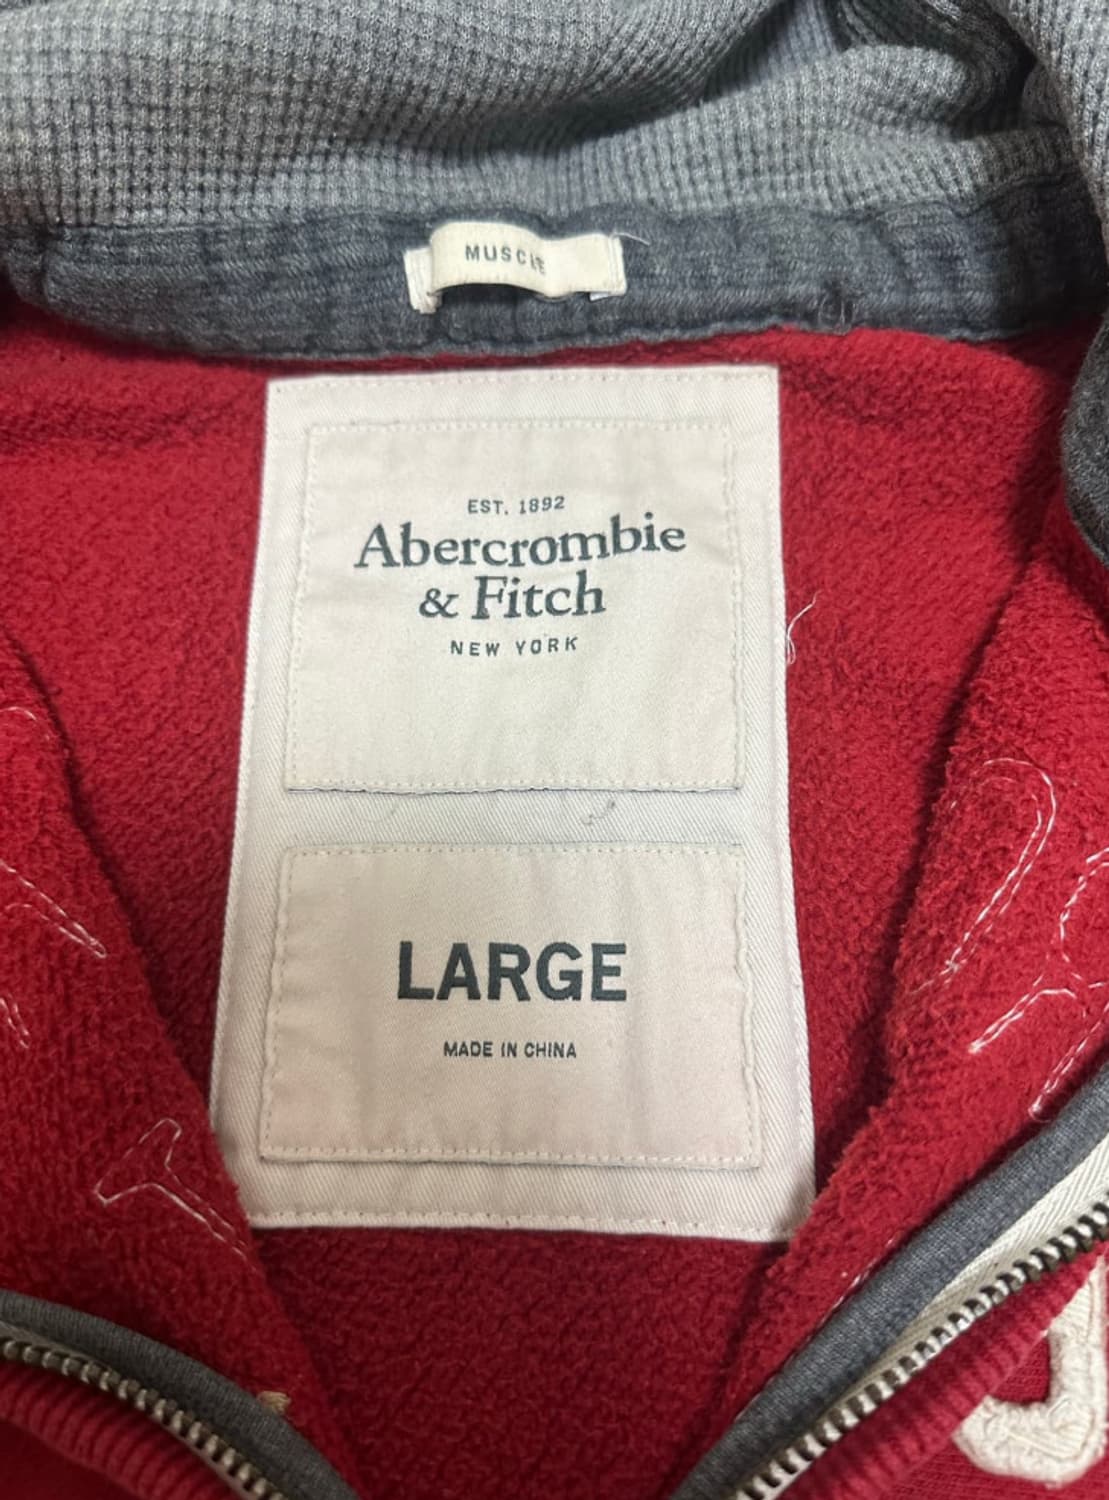 MUSCLE
EST. 1892
Abercrombie
& Fitch
NEW YORK
LARGE
MADE IN CHINA